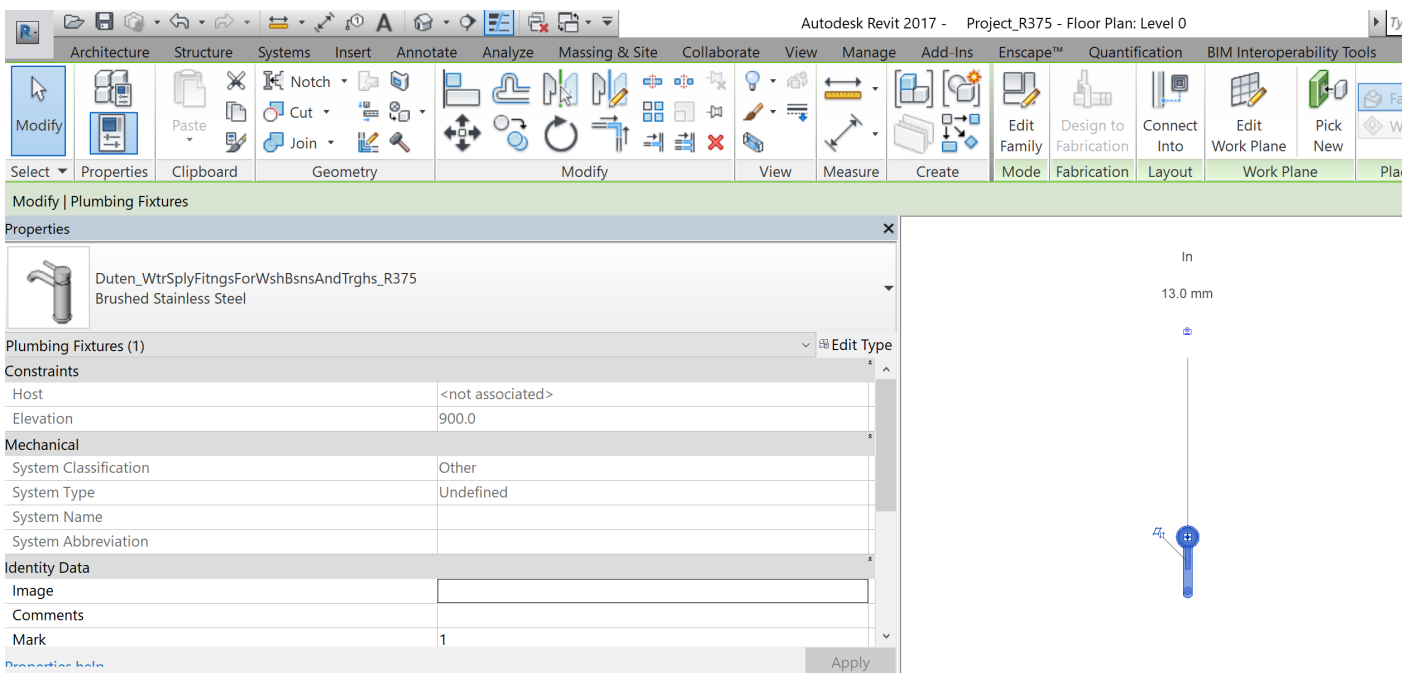 Autodesk Revit 2017 - Project_R375 - Floor Plan: Level 0
Architecture Structure Systems Insert Annotate Analyze Massing & Site Collaborate View Manage Add-Ins Enscape™ Quantification BIM Interoperability Tools
Modify
Paste
Notch
Cut
Join
Edit Family
Design to Fabrication
Connect Into
Edit Work Plane
Pick New
Select Properties Clipboard Geometry Modify View Measure Create Mode Fabrication Layout Work Plane
Modify | Plumbing Fixtures
Properties
Duten_WtrSplyFitngsForWshBsnsAndTrghs_R375
Brushed Stainless Steel
Plumbing Fixtures (1) Edit Type
Constraints
Host <not associated>
Elevation 900.0
Mechanical
System Classification Other
System Type Undefined
System Name
System Abbreviation
Identity Data
Image
Comments
Mark 1
Properties help
Apply
In
13.0 mm